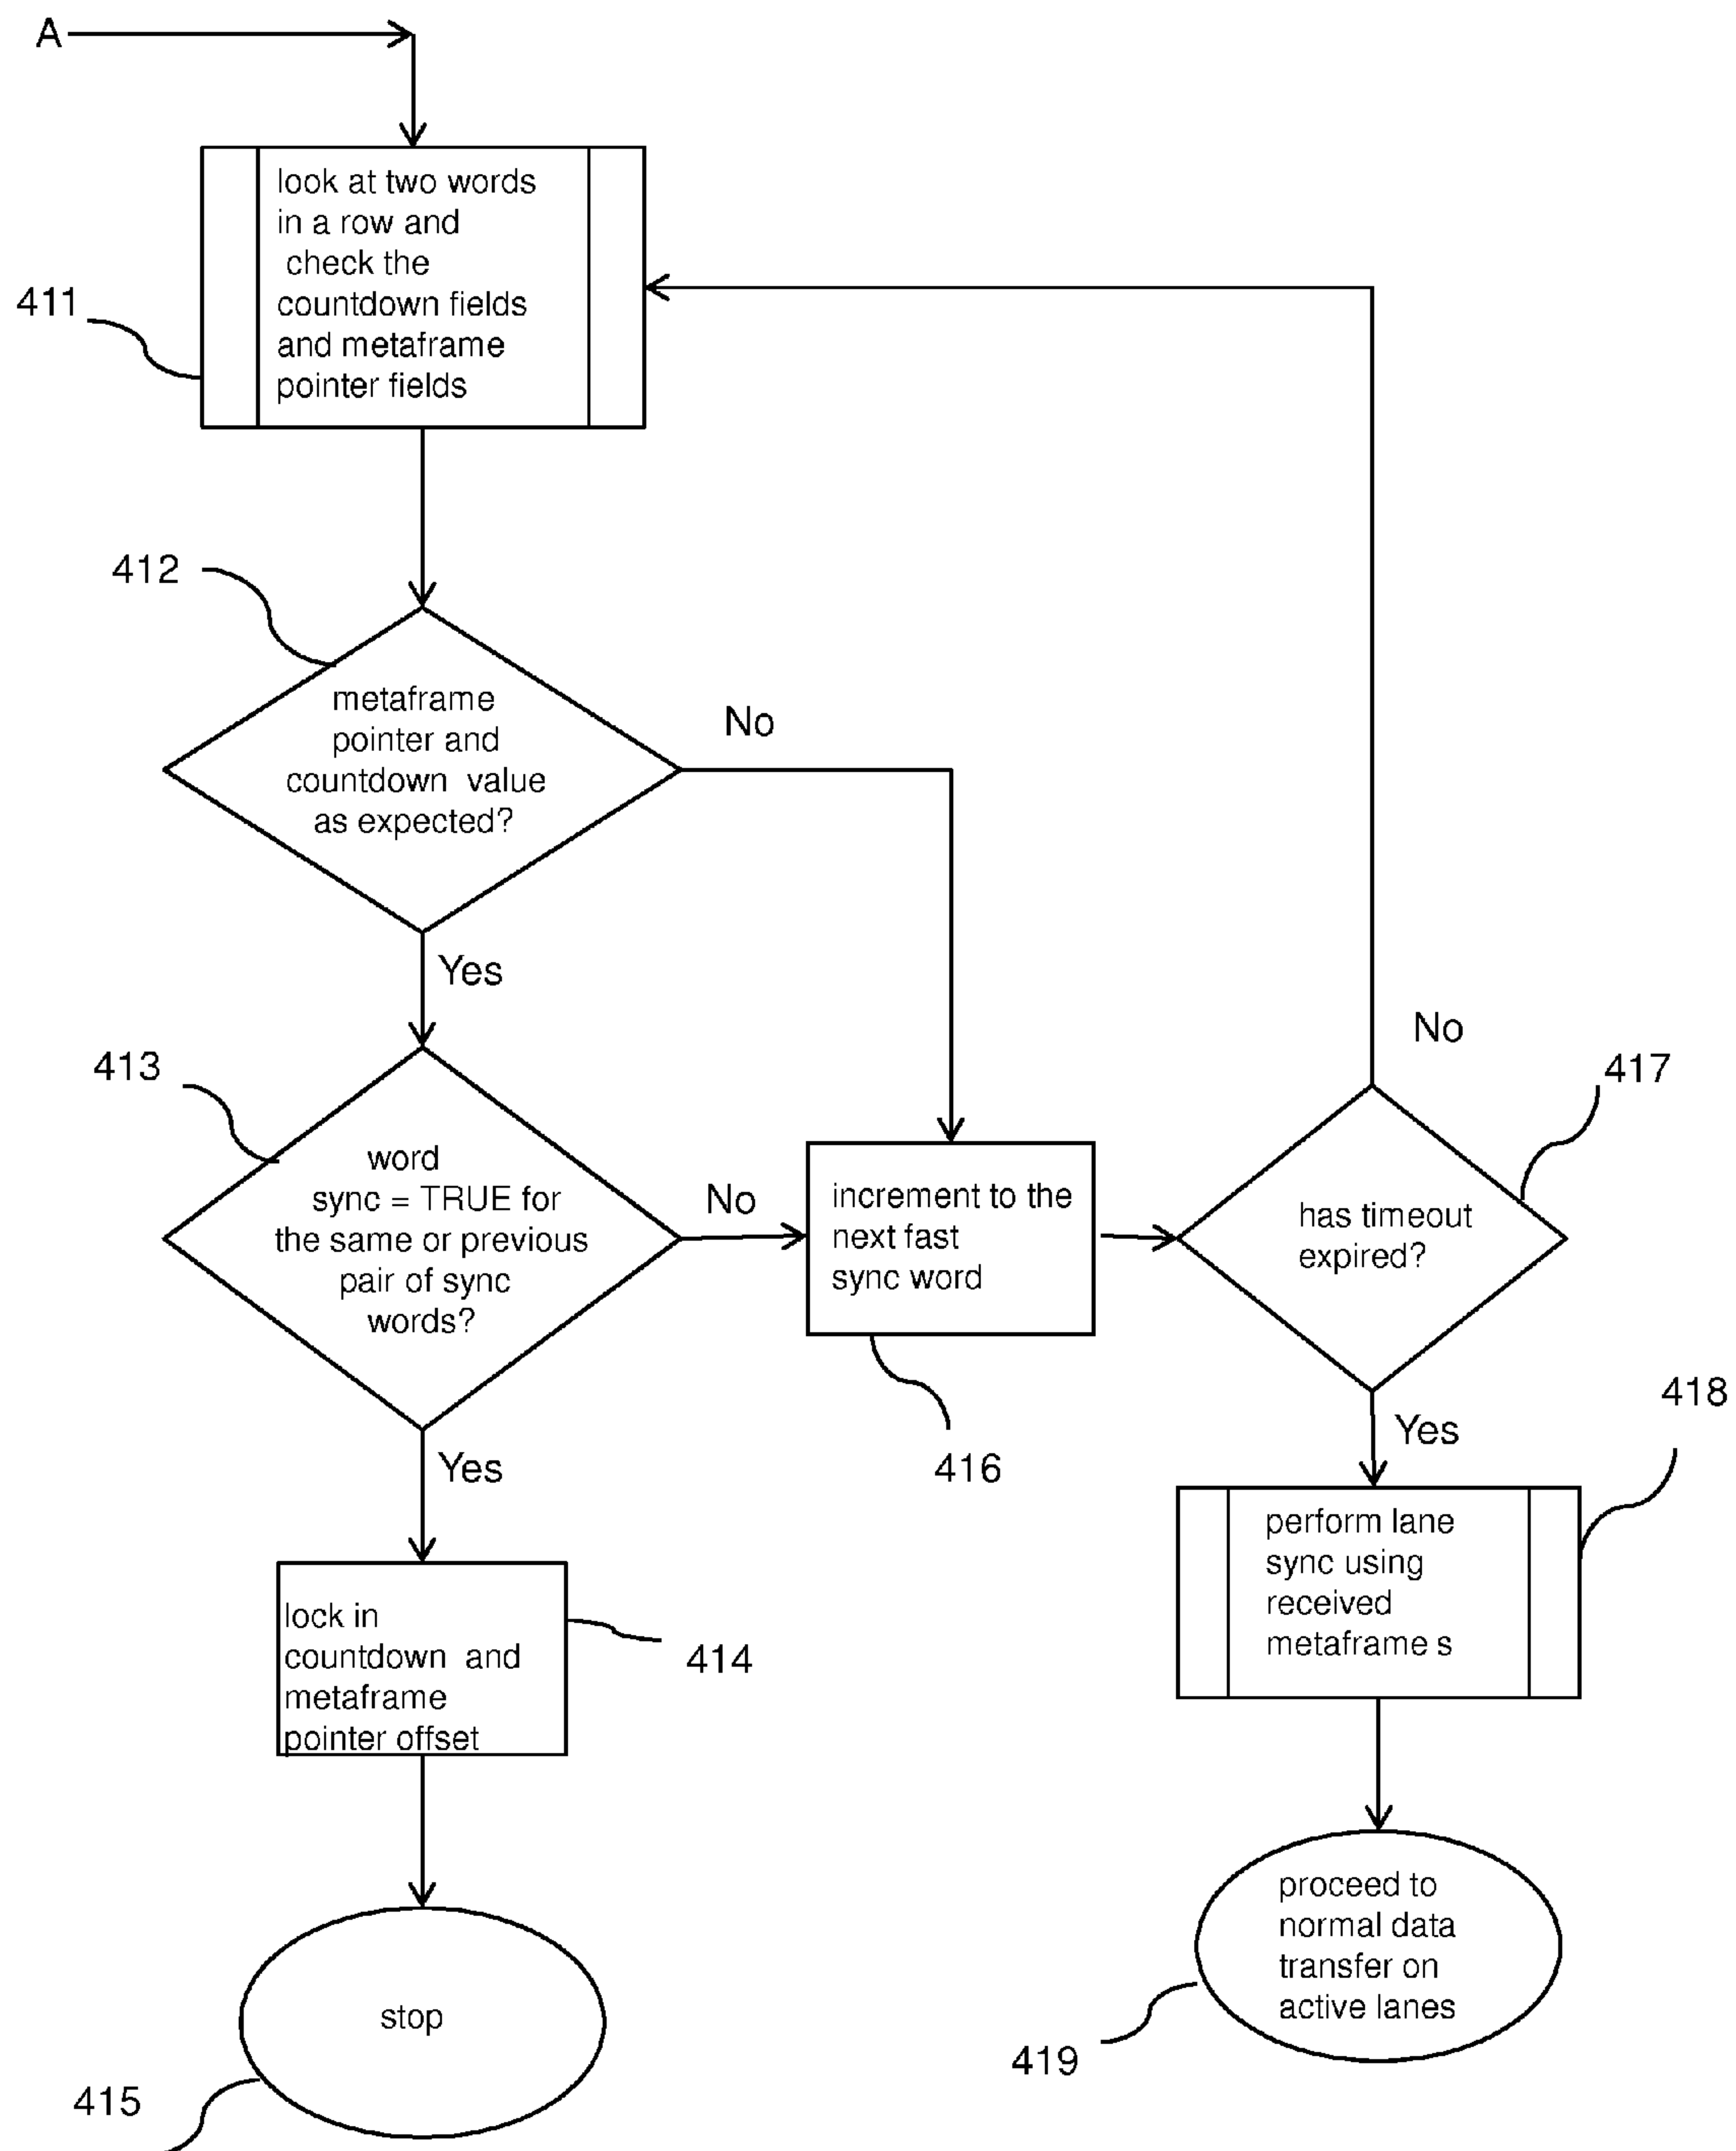 A
look at two words
in a row and
check the
countdown fields
and metaframe
pointer fields
411
412
metaframe
pointer and
countdown value
as expected?
No
Yes
413
word
sync = TRUE for
the same or previous
pair of sync
words?
No
Yes
increment to the
next fast
sync word
416
No
417
has timeout
expired?
Yes
418
lock in
countdown and
metaframe
pointer offset
414
perform lane
sync using
received
metaframe s
stop
415
proceed to
normal data
transfer on
active lanes
419